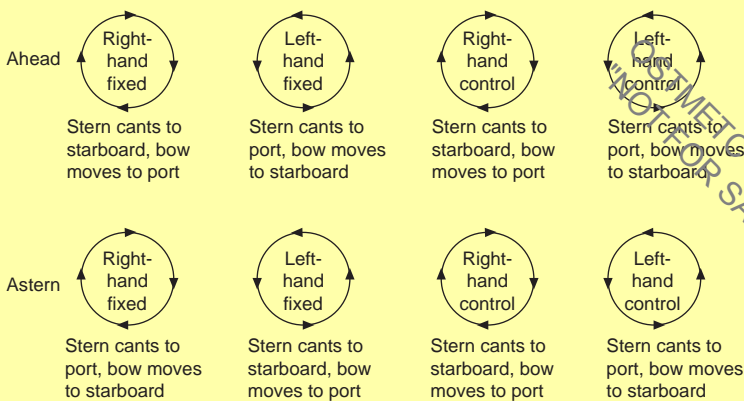 Ahead
Right-
hand
fixed
Stern cants to
starboard, bow
moves to port
Left-
hand
fixed
Stern cants to
port, bow moves
to starboard
Right-
hand
control
Stern cants to
starboard, bow
moves to port
Left-
hand
control
Stern cants to
port, bow moves
to starboard
"NOT FOR
Astern
Right-
hand
fixed
Stern cants to
port, bow moves
to starboard
Left-
hand
fixed
Stern cants to
starboard, bow
moves to port
Right-
hand
control
Stern cants to
starboard, bow
moves to port
Left-
hand
control
Stern cants to
port, bow moves
to starboard